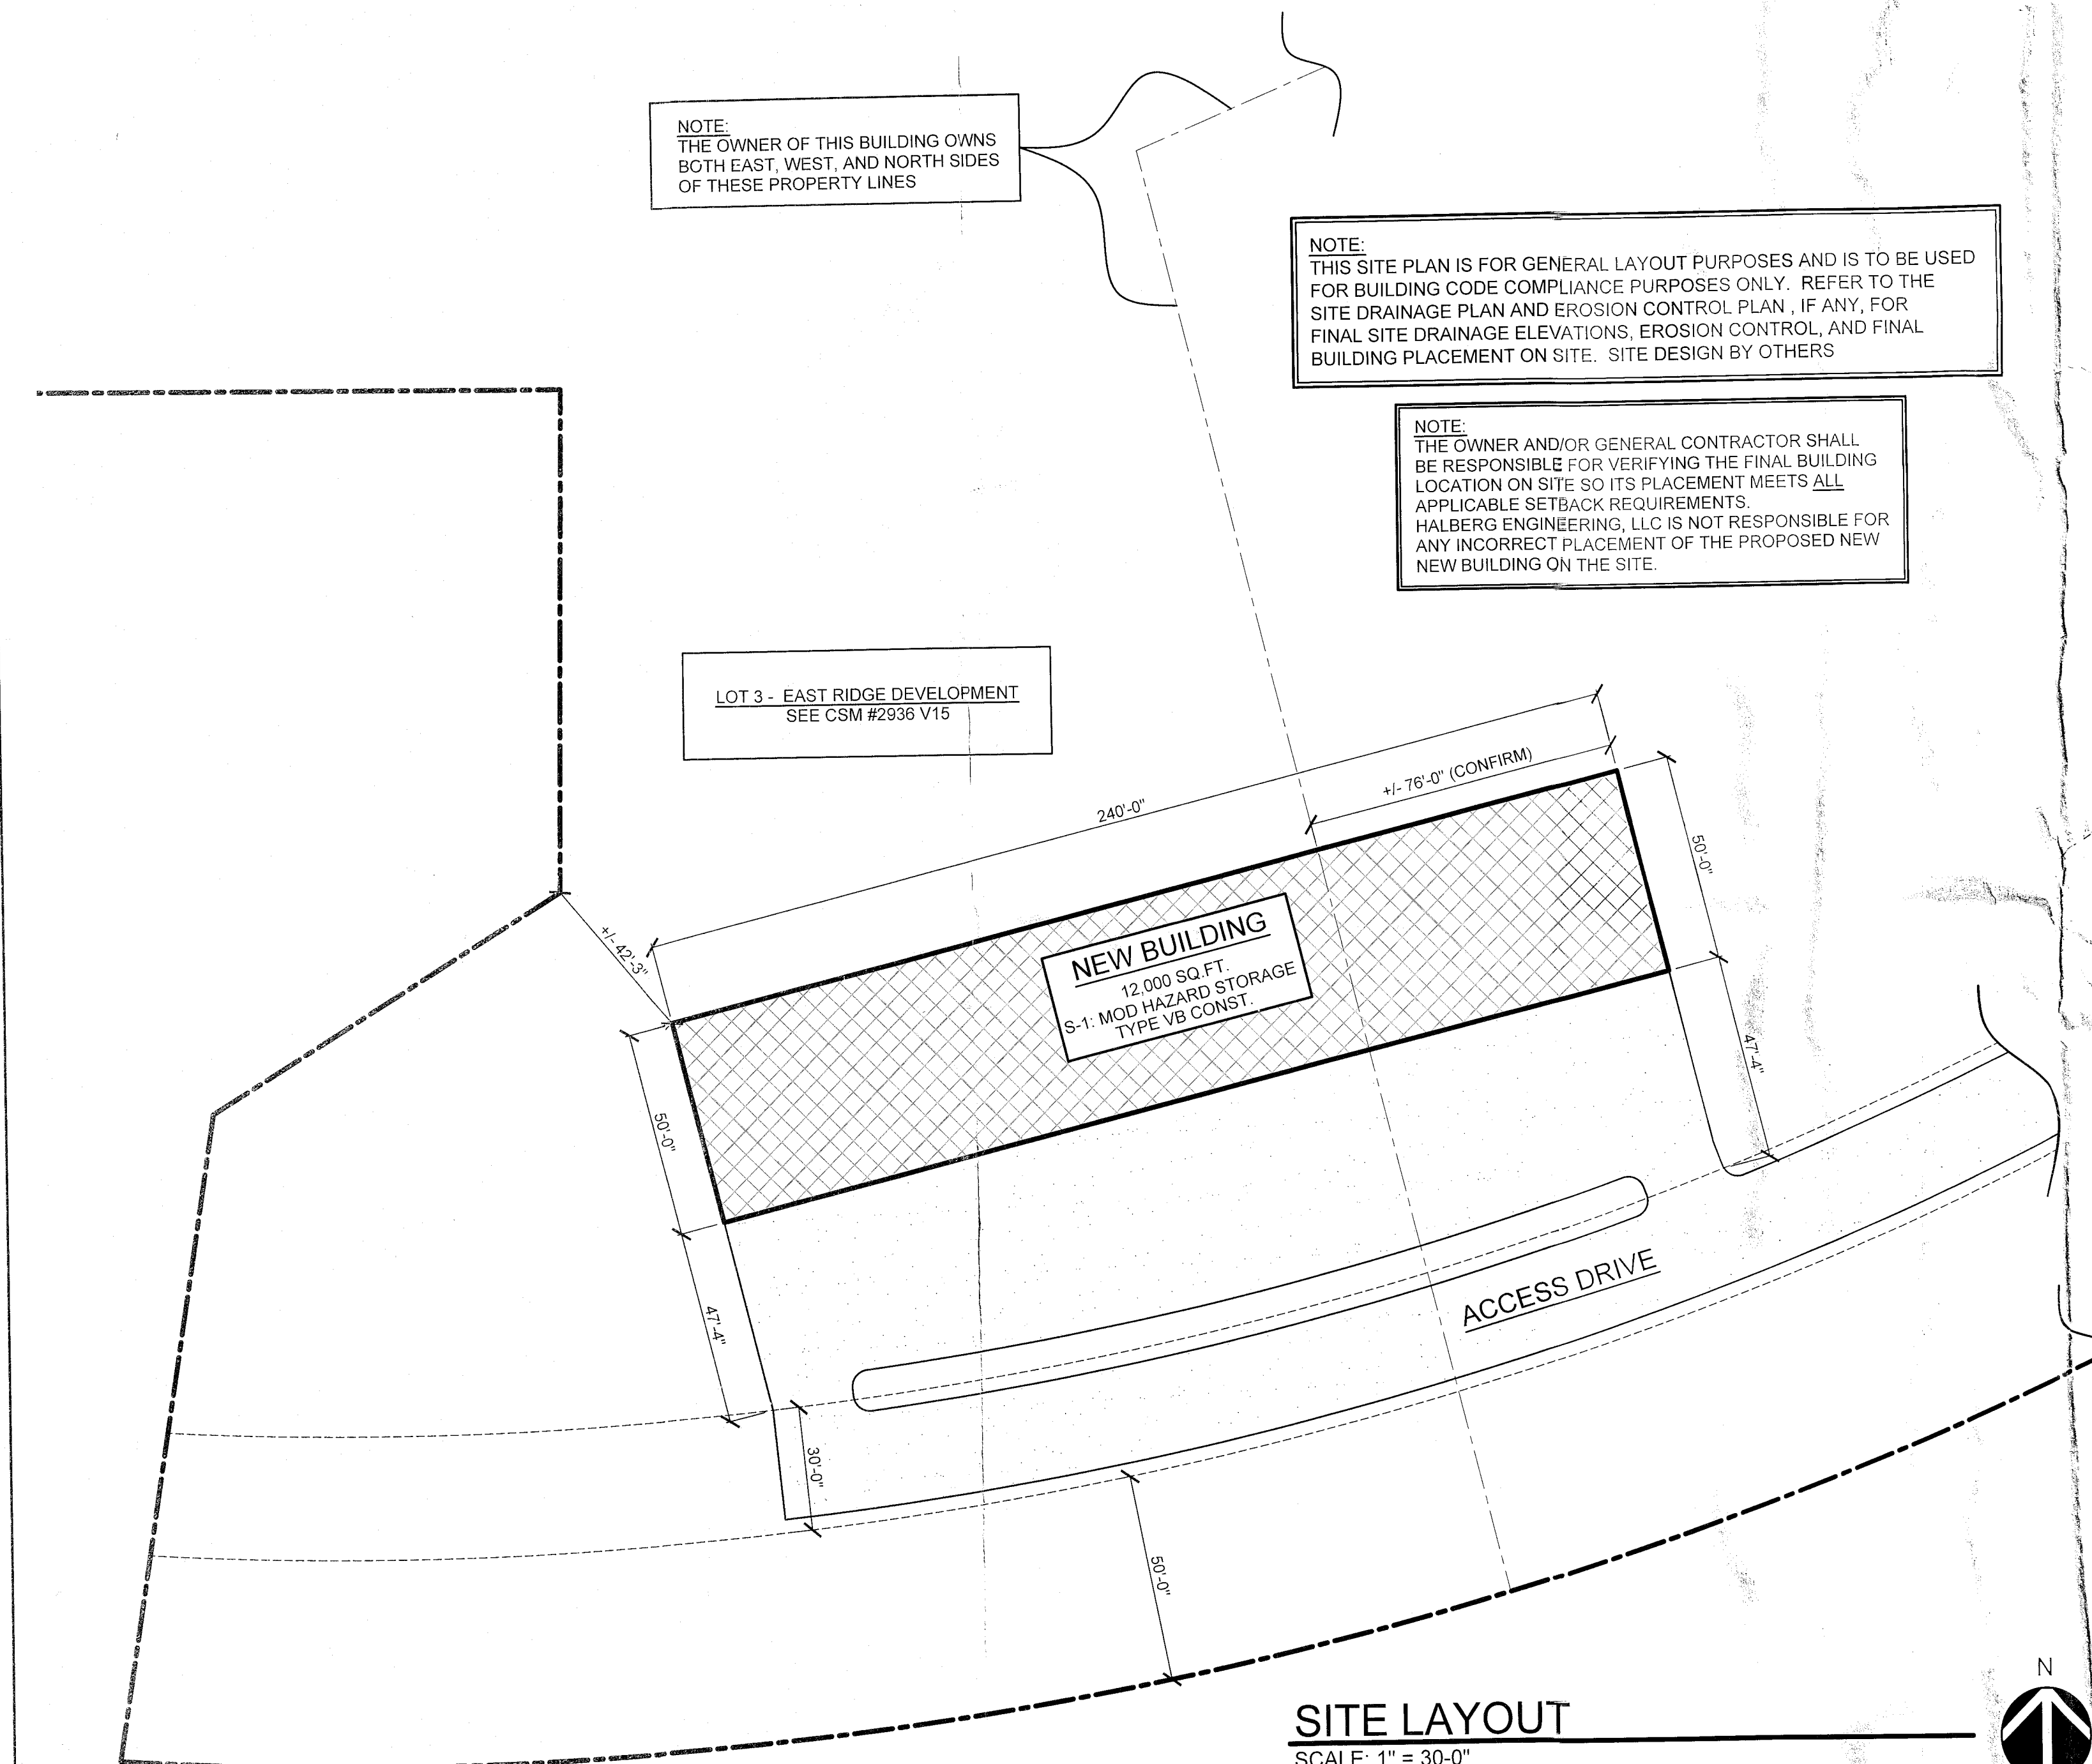 NOTE:
THE OWNER OF THIS BUILDING OWNS
BOTH EAST, WEST, AND NORTH SIDES
OF THESE PROPERTY LINES
NOTE:
THIS SITE PLAN IS FOR GENERAL LAYOUT PURPOSES AND IS TO BE USED
FOR BUILDING CODE COMPLIANCE PURPOSES ONLY. REFER TO THE
SITE DRAINAGE PLAN AND EROSION CONTROL PLAN , IF ANY, FOR
FINAL SITE DRAINAGE ELEVATIONS, EROSION CONTROL, AND FINAL
BUILDING PLACEMENT ON SITE. SITE DESIGN BY OTHERS
NOTE:
THE OWNER AND/OR GENERAL CONTRACTOR SHALL
BE RESPONSIBLE FOR VERIFYING THE FINAL BUILDING
LOCATION ON SITE SO ITS PLACEMENT MEETS ALL
APPLICABLE SETBACK REQUIREMENTS.
HALBERG ENGINEERING, LLC IS NOT RESPONSIBLE FOR
ANY INCORRECT PLACEMENT OF THE PROPOSED NEW
NEW BUILDING ON THE SITE.
LOT 3 - EAST RIDGE DEVELOPMENT
SEE CSM #2936 V15
+/- 76'-0" (CONFIRM)
240'-0"
50'-0"
+/- 42'-3"
NEW BUILDING
12,000 SQ.FT.
S-1: MOD HAZARD STORAGE
TYPE VB CONST.
47'-4"
50'-0"
47'-4"
ACCESS DRIVE
30'-0"
50'-0"
N
SITE LAYOUT
SCALE: 1" = 30-0"